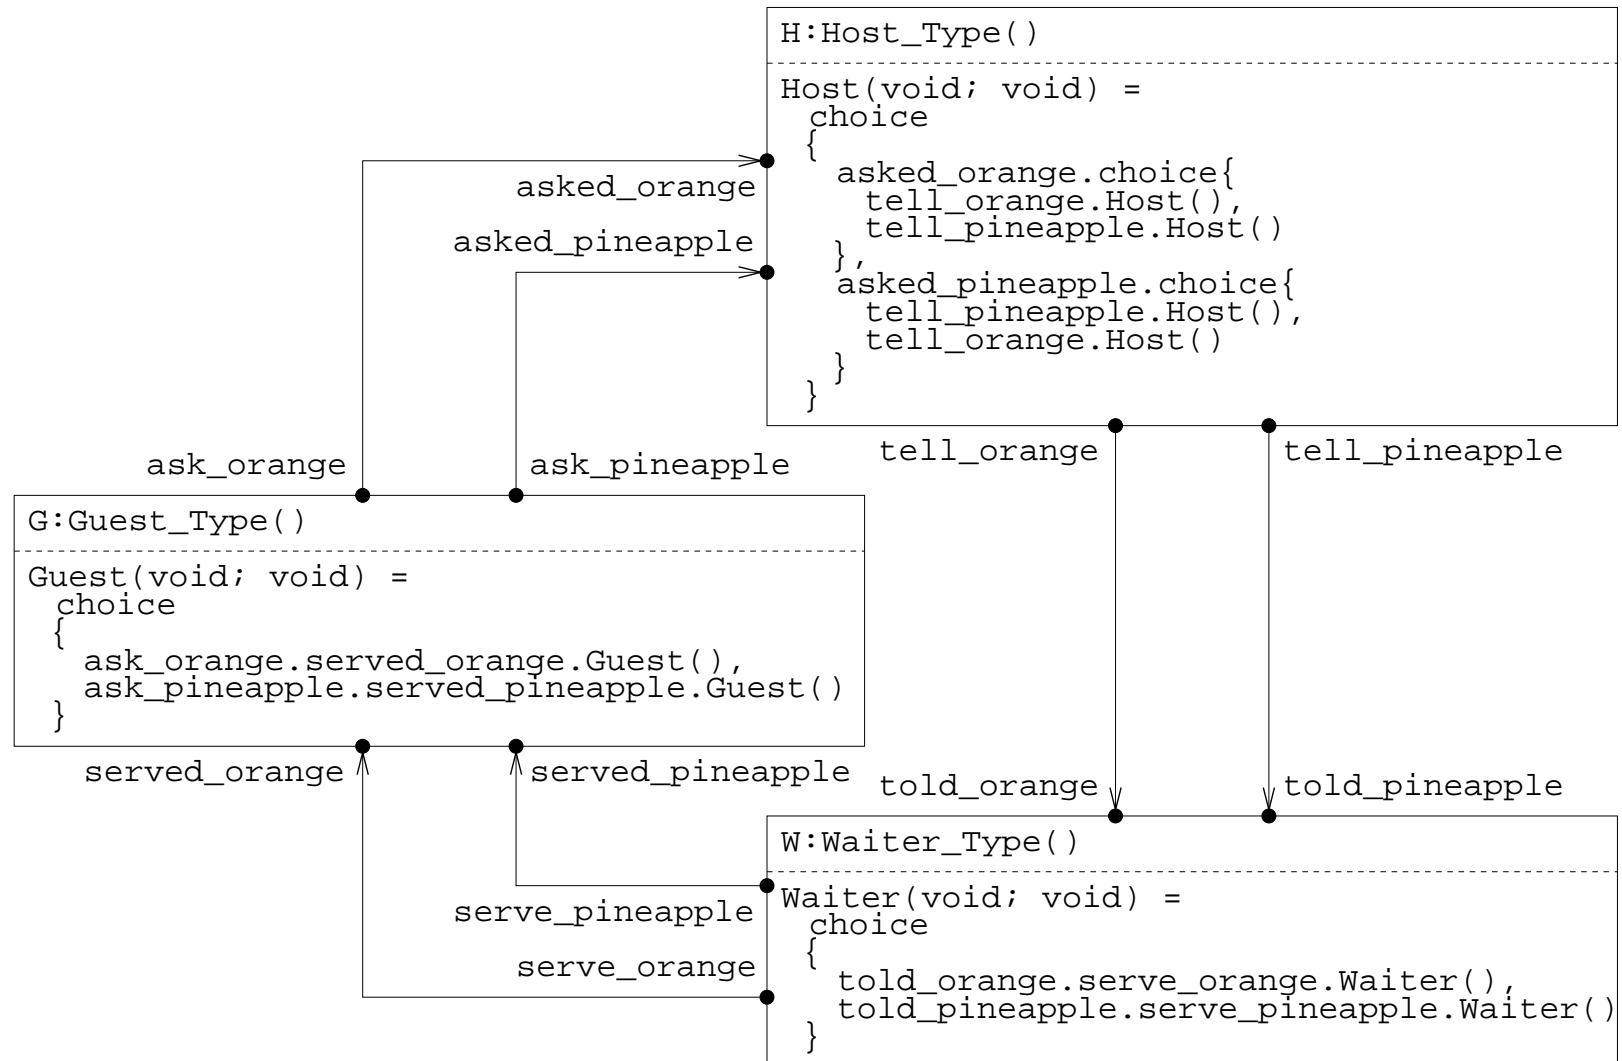 H:Host_Type()
Host(void; void) =
choice
{
asked_orange.choice{
tell_orange.Host(),
tell_pineapple.Host()
},
asked_pineapple.choice{
tell_pineapple.Host(),
tell_orange.Host()
}
}
asked_orange
asked_pineapple
tell_orange
tell_pineapple
ask_orange
ask_pineapple
G:Guest_Type()
Guest(void; void) =
choice
{
ask_orange.served_orange.Guest(),
ask_pineapple.served_pineapple.Guest()
}
served_orange
served_pineapple
told_orange
told_pineapple
W:Waiter_Type()
Waiter(void; void) =
choice
{
told_orange.serve_orange.Waiter(),
told_pineapple.serve_pineapple.Waiter()
}
serve_pineapple
serve_orange